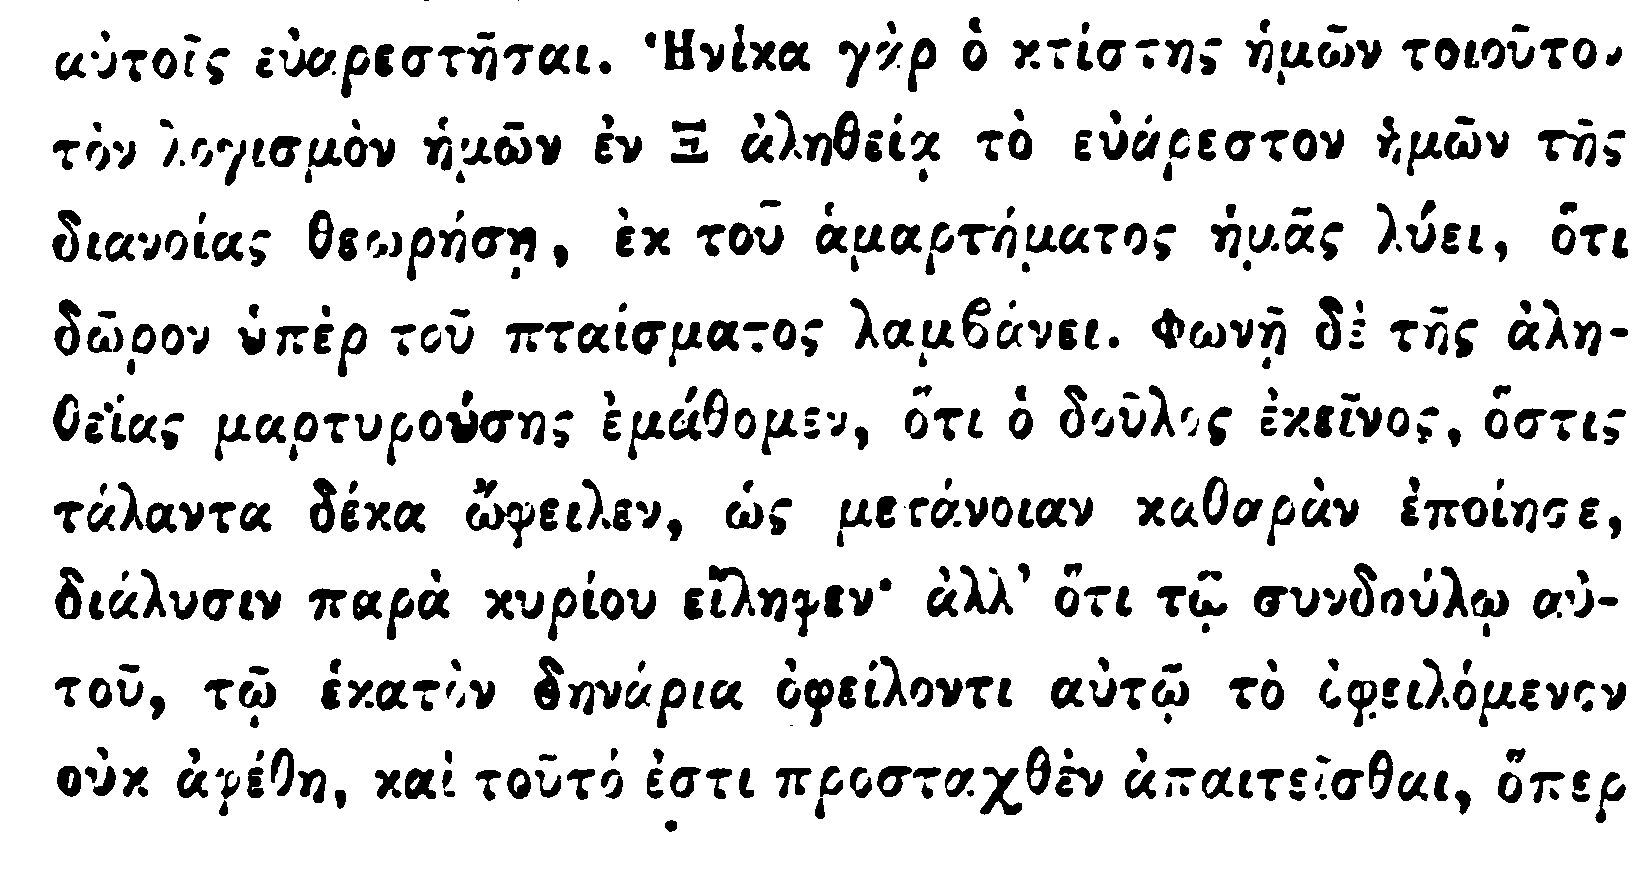 αὐτοῖς εὐαρεστῆσαι. Ἡνίκα γὰρ ὁ κτίστης ἡμῶν τοιοῦτον
τὸν λογισμὸν ἡμῶν ἐν Ξ ἀληθείᾳ τὸ εὐάρεστον ἡμῶν τῆς
διανοίας θεωρήσῃ, ἐκ τοῦ ἁμαρτήματος ἡμᾶς λύει, ὅτι
δῶρον ὑπὲρ τοῦ πταίσματος λαμβάνει. Φωνῇ δὲ τῆς ἀλη-
θείας μαρτυρούσης ἐμάθομεν, ὅτι ὁ δοῦλος ἐκεῖνος, ὅστις
τάλαντα δέκα ὤφειλεν, ὡς μετάνοιαν καθαρὰν ἐποίησε,
διάλυσιν παρὰ κυρίου εἴληφεν· ἀλλ' ὅτι τῷ συνδούλῳ αὐ-
τοῦ, τῷ ἑκατὸν δηνάρια ὀφείλοντι αὐτῷ τὸ ὀφειλόμενον
οὐκ ἀφέθη, καὶ τοῦτό ἐστι προσταχθὲν ἀπαιτεῖσθαι, ὅπερ